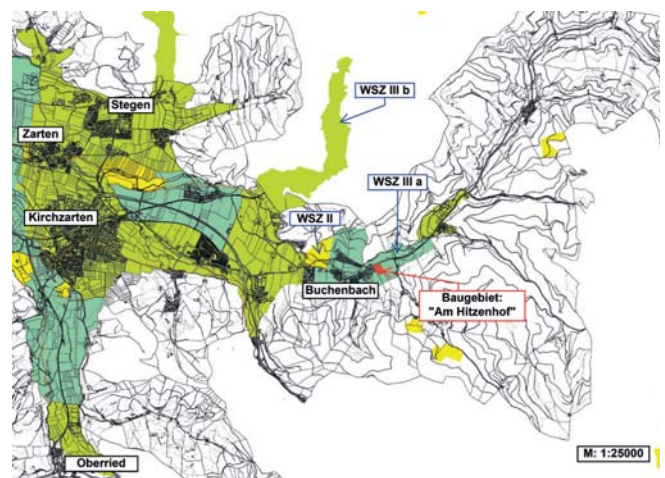 WSZ III b
Stegen
Zarten
WSZ III a
Kirchzarten
WSZ II
Buchenbach
Baugebiet:
"Am Hitzenhof"
M: 1:25000
Oberried